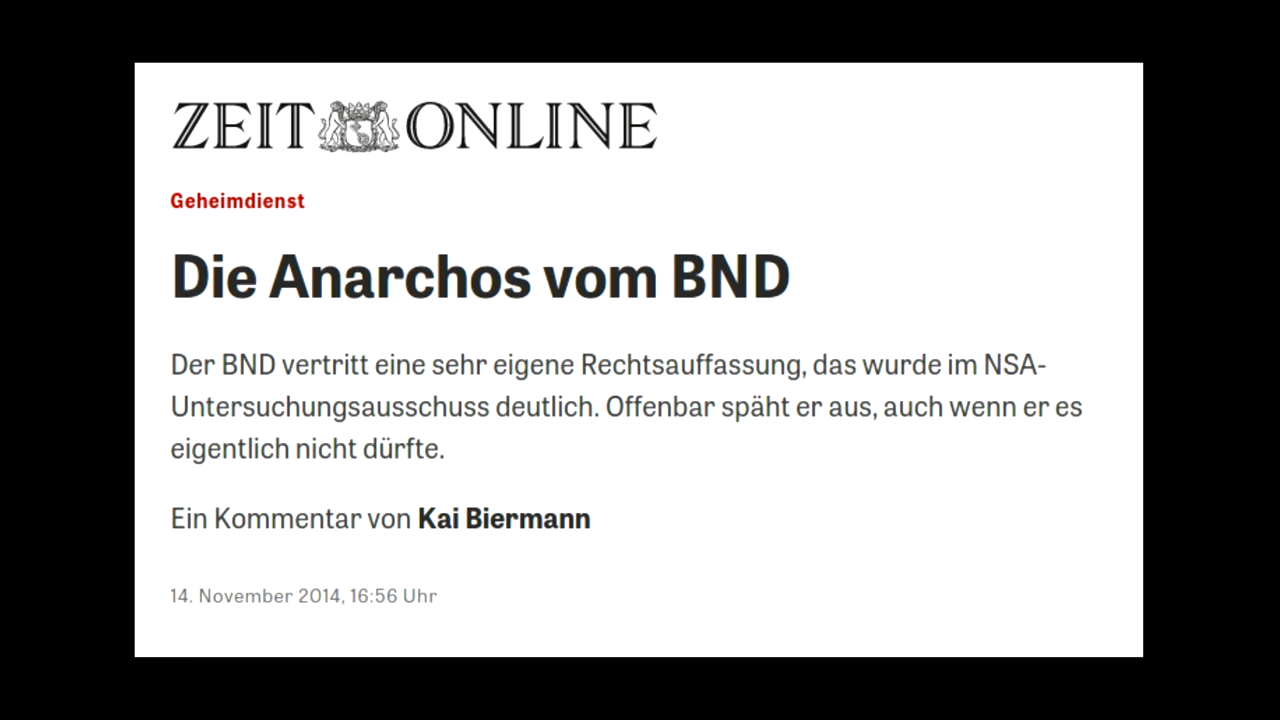 ZEIT ONLINE
Geheimdienst
Die Anarchos vom BND
Der BND vertritt eine sehr eigene Rechtsauffassung, das wurde im NSA-
Untersuchungsausschuss deutlich. Offenbar späht er aus, auch wenn er es
eigentlich nicht dürfte.
Ein Kommentar von Kai Biermann
14. November 2014, 16:56 Uhr